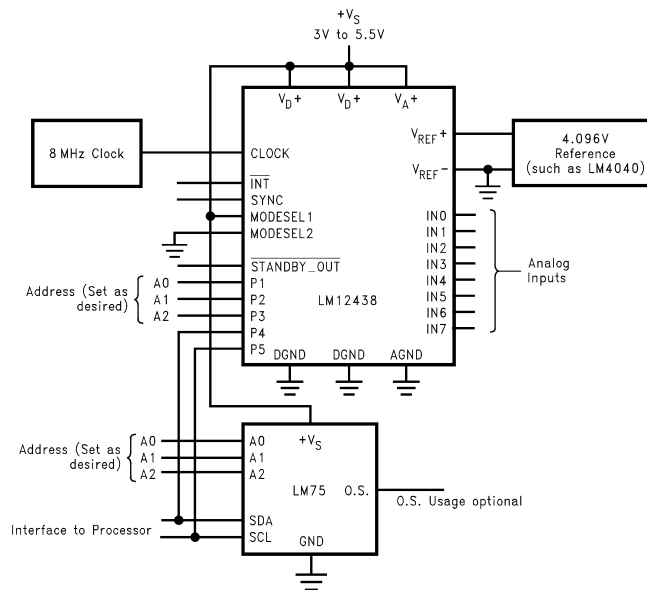 +VS
3V to 5.5V
VD+ VD+ VA+
8 MHz Clock
CLOCK
VREF+
VREF-
4.096V
Reference
(such as LM4040)
INT
SYNC
MODESEL1
MODESEL2
STANDBY_OUT
P1
P2
P3
P4
P5
LM12438
IN0
IN1
IN2
IN3
IN4
IN5
IN6
IN7
Analog
Inputs
Address (Set as
desired)
A0
A1
A2
DGND DGND AGND
+VS
Address (Set as
desired)
A0
A1
A2
A0
A1
A2
LM75 O.S.
O.S. Usage optional
Interface to Processor
SDA
SCL
GND